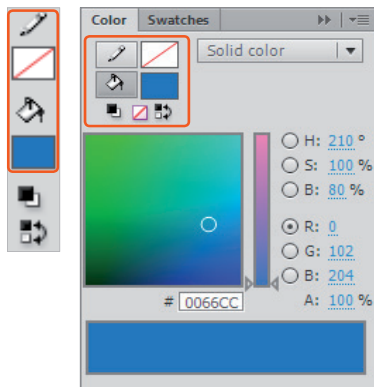 Color Swatches
Solid color
H: 210 °
S: 100 %
B: 80 %
R: 0
G: 102
B: 204
# 0066CC A: 100 %